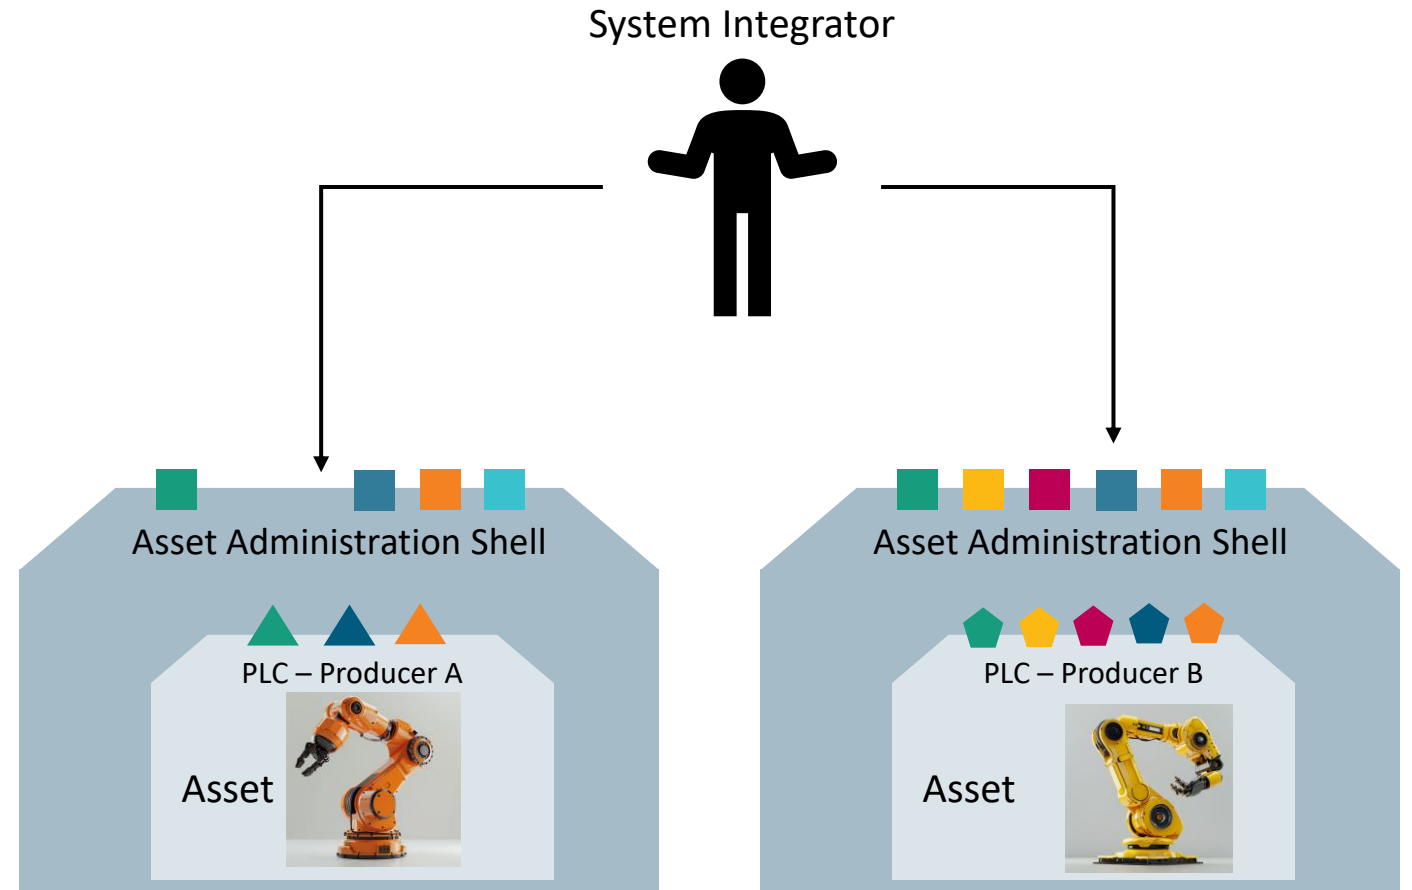 System Integrator
Asset Administration Shell
Asset Administration Shell
PLC – Producer A
PLC – Producer B
Asset
Asset